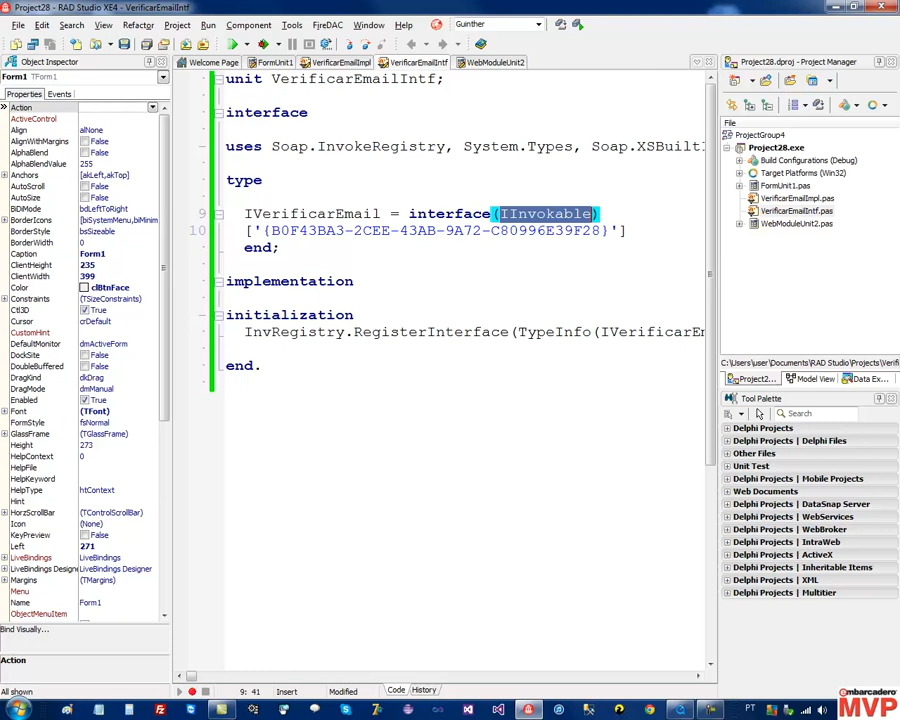 Project28 - RAD Studio XE4 - VerificarEmailIntf
File Edit Search View Refactor Project Run Component Tools FireDAC Window Help Guinther
Object Inspector
Form1 TForm1
Properties Events
Action
ActiveControl
Align alNone
AlignWithMargins False
AlphaBlend False
AlphaBlendValue 255
Anchors [akLeft,akTop]
AutoScroll False
AutoSize False
BiDiMode bdLeftToRight
BorderIcons [biSystemMenu,biMinim
BorderStyle bsSizeable
BorderWidth 0
Caption Form1
ClientHeight 235
ClientWidth 399
Color clBtnFace
Constraints (TSizeConstraints)
Ctl3D True
Cursor crDefault
CustomHint
DefaultMonitor dmActiveForm
DockSite False
DoubleBuffered False
DragKind dkDrag
DragMode dmManual
Enabled True
Font (TFont)
FormStyle fsNormal
GlassFrame (TGlassFrame)
Height 273
HelpContext 0
HelpFile
HelpKeyword
HelpType htContext
Hint
HorzScrollBar (TControlScrollBar)
Icon (None)
KeyPreview False
Left 271
LiveBindings LiveBindings
LiveBindings Designe LiveBindings Designer
Margins (TMargins)
Menu
Name Form1
ObjectMenuItem
Bind Visually...
Action
All shown
Welcome Page FormUnit1 VerificarEmailImpl VerificarEmailIntf WebModuleUnit2
unit VerificarEmailIntf;
interface
uses Soap.InvokeRegistry, System.Types, Soap.XSBuiltI
type
9 IVerificarEmail = interface(IInvokable)
10 ['{B0F43BA3-2CEE-43AB-9A72-C80996E39F28}']
end;
implementation
initialization
InvRegistry.RegisterInterface(TypeInfo(IVerificarEm
end.
9: 41 Insert Modified Code History
Project28.dproj - Project Manager
File
ProjectGroup4
Project28.exe
Build Configurations (Debug)
Target Platforms (Win32)
FormUnit1.pas
VerificarEmailImpl.pas
VerificarEmailIntf.pas
WebModuleUnit2.pas
C:\Users\user\Documents\RAD Studio\Projects\Verifi
Project2... Model View Data Ex...
Tool Palette
Search
Delphi Projects
Delphi Projects | Delphi Files
Other Files
Unit Test
Delphi Projects | Mobile Projects
Web Documents
Delphi Projects | DataSnap Server
Delphi Projects | WebServices
Delphi Projects | WebBroker
Delphi Projects | IntraWeb
Delphi Projects | ActiveX
Delphi Projects | Inheritable Items
Delphi Projects | XML
Delphi Projects | Multitier
embarcadero
MVP
PT